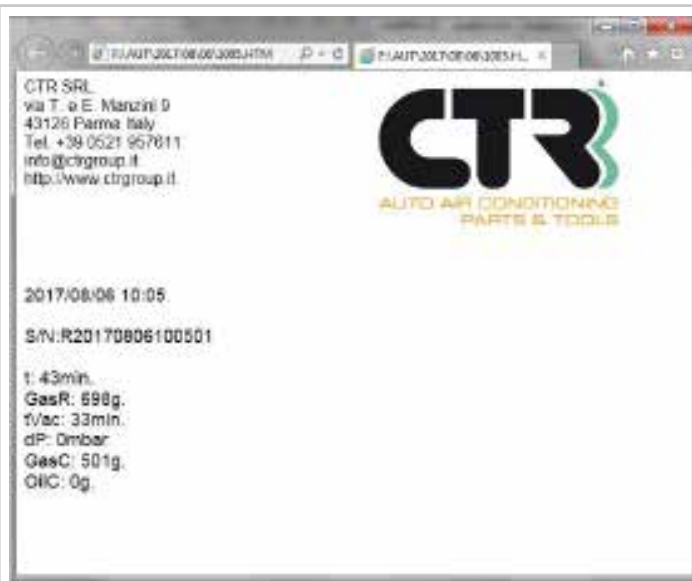 CTR SRL
via T. e E. Manzini 9
43126 Parma Italy
Tel. +39 0521 957611
info@ctrgroup.it
http://www.ctrgroup.it
CTR
AUTO AIR CONDITIONING
PARTS & TOOLS
2017/08/06 10:05
S/N:R20170806100501
t: 43min.
GasR: 698g.
tVac: 33min.
dP: 0mbar
GasC: 501g.
OilC: 0g.